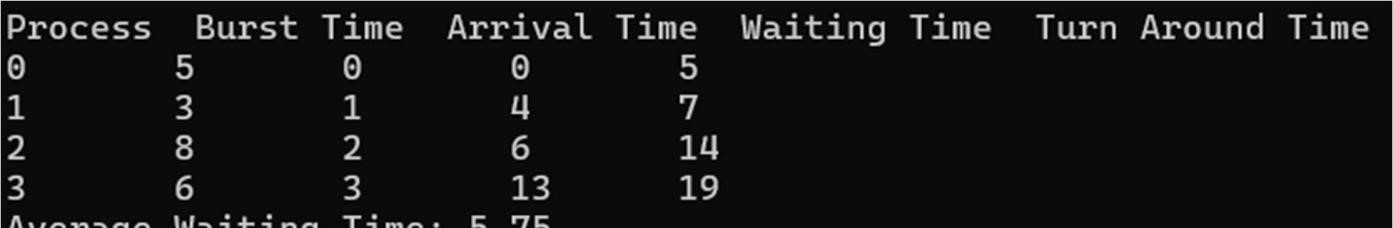 Process  Burst Time  Arrival Time  Waiting Time  Turn Around Time
0         5         0         0         5
1         3         1         4         7
2         8         2         6         14
3         6         3         13        19
Average Waiting Time: 5.75